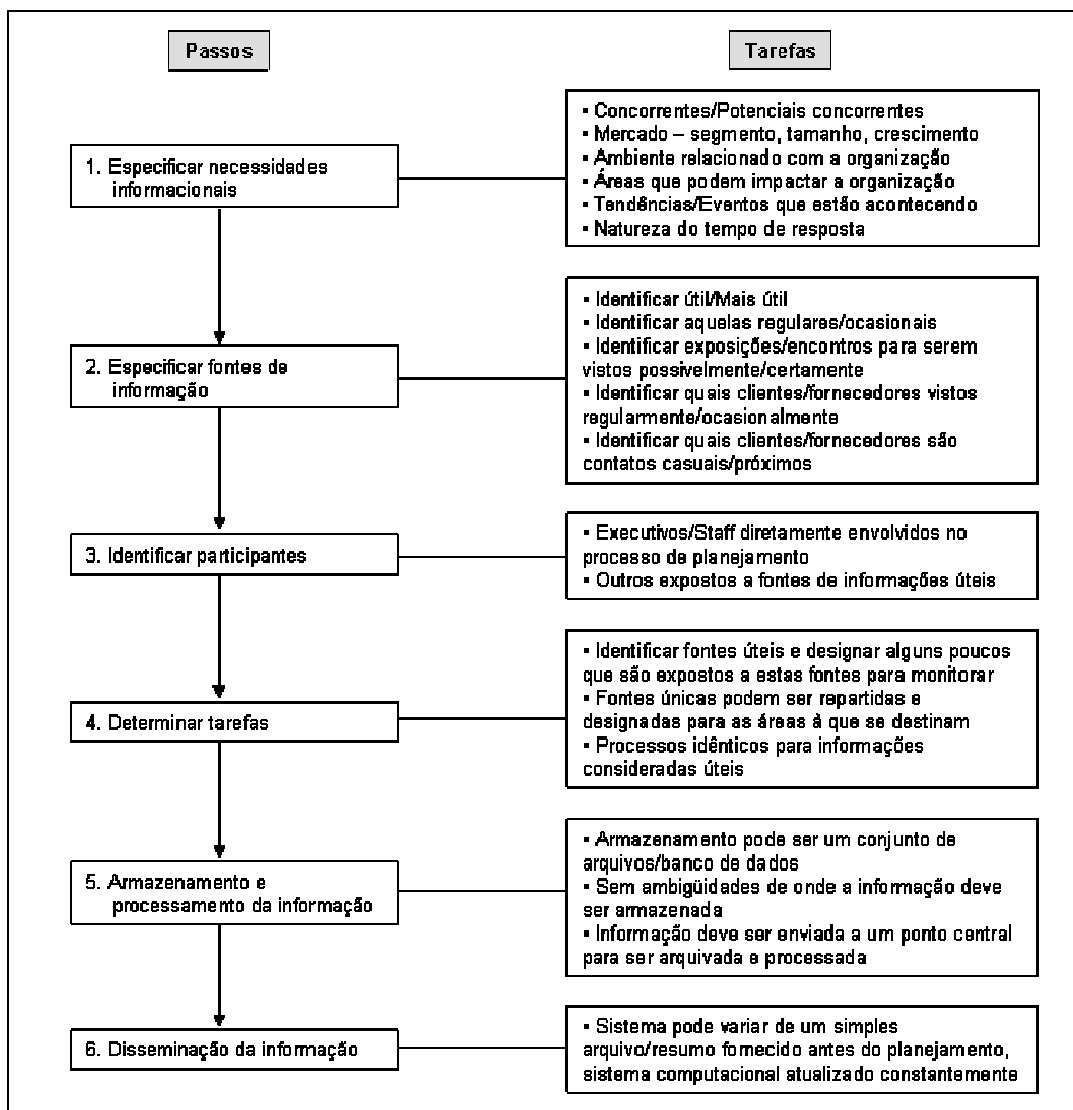 Passos
Tarefas
1. Especificar necessidades
informacionais
▪ Concorrentes/Potenciais concorrentes
▪ Mercado – segmento, tamanho, crescimento
▪ Ambiente relacionado com a organização
▪ Áreas que podem impactar a organização
▪ Tendências/Eventos que estão acontecendo
▪ Natureza do tempo de resposta
2. Especificar fontes de
informação
▪ Identificar útil/Mais útil
▪ Identificar aquelas regulares/ocasionais
▪ Identificar exposições/encontros para serem
vistos possivelmente/certamente
▪ Identificar quais clientes/fornecedores vistos
regularmente/ocasionalmente
▪ Identificar quais clientes/fornecedores são
contatos casuais/próximos
3. Identificar participantes
▪ Executivos/Staff diretamente envolvidos no
processo de planejamento
▪ Outros expostos a fontes de informações úteis
4. Determinar tarefas
▪ Identificar fontes úteis e designar alguns poucos
que são expostos a estas fontes para monitorar
▪ Fontes únicas podem ser repartidas e
designadas para as áreas à que se destinam
▪ Processos idênticos para informações
consideradas úteis
5. Armazenamento e
processamento da informação
▪ Armazenamento pode ser um conjunto de
arquivos/banco de dados
▪ Sem ambigüidades de onde a informação deve
ser armazenada
▪ Informação deve ser enviada a um ponto central
para ser arquivada e processada
6. Disseminação da informação
▪ Sistema pode variar de um simples
arquivo/resumo fornecido antes do planejamento,
sistema computacional atualizado constantemente